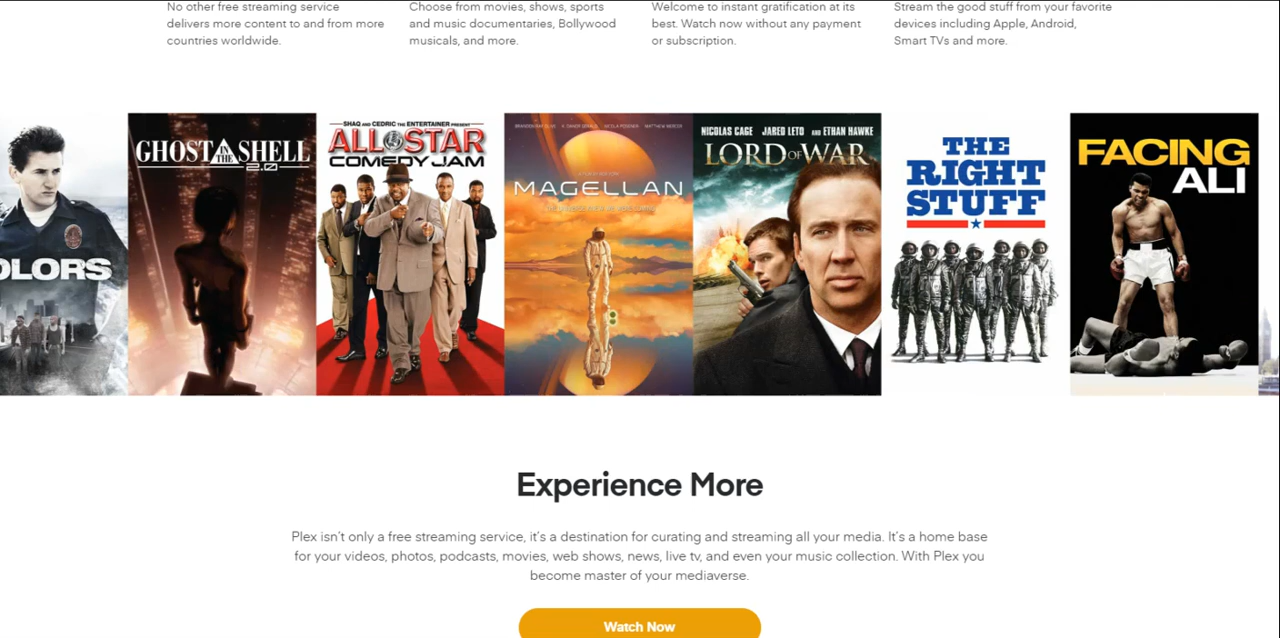 No other free streaming service
delivers more content to and from more
countries worldwide.
Choose from movies, shows, sports
and music documentaries, Bollywood
musicals, and more.
Welcome to instant gratification at its
best. Watch now without any payment
or subscription.
Stream the good stuff from your favorite
devices including Apple, Android,
Smart TVs and more.
OLORS
GHOST IN THE SHELL
2.0
SHAQ AND CEDRIC THE ENTERTAINER PRESENT
ALL STAR
COMEDY JAM
MAGELLAN
NICOLAS CAGE JARED LETO AND ETHAN HAWKE
LORD OF WAR
THE
RIGHT
STUFF
FACING
ALI
Experience More
Plex isn't only a free streaming service, it's a destination for curating and streaming all your media. It's a home base
for your videos, photos, podcasts, movies, web shows, news, live tv, and even your music collection. With Plex you
become master of your mediaverse.
Watch Now